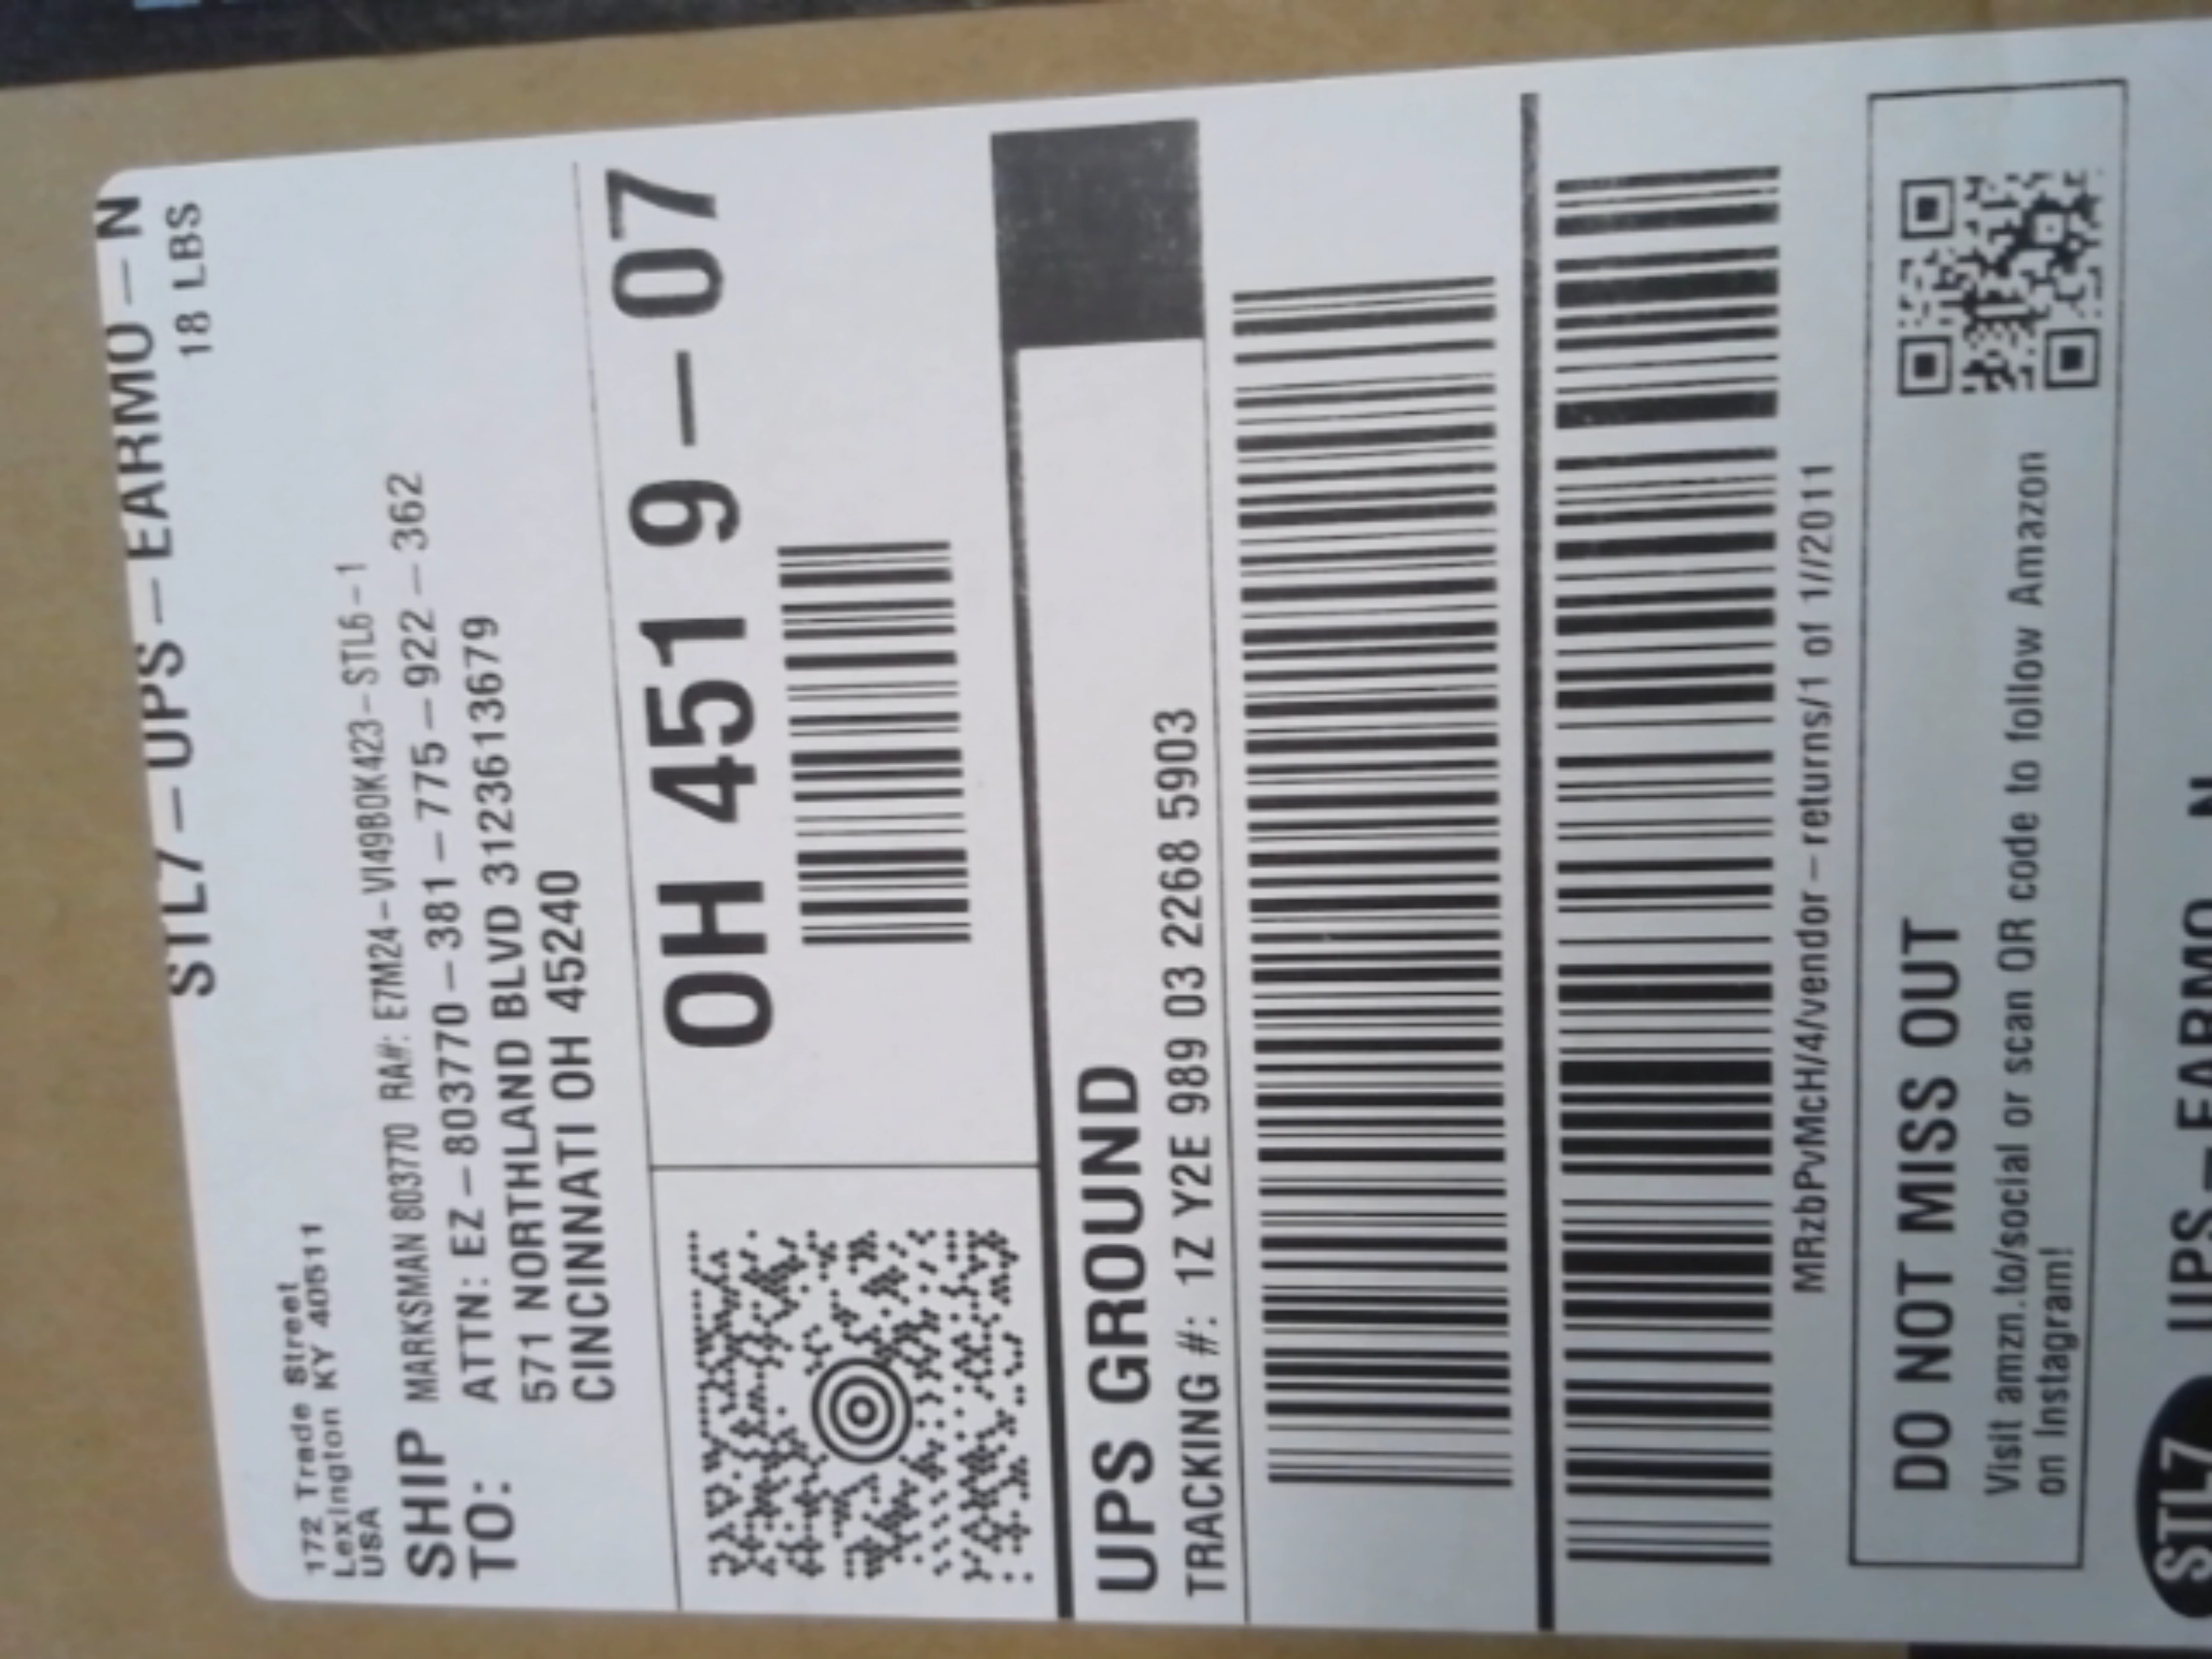 STL7-UPS-EARMO-N
18 LBS
172 Trade Street
Lexington KY 40511
USA
SHIP TO:
MARKSMAN 803770 RA#: E7M24-VI49B0K423-STL6-1
ATTN: EZ-803770-381-775-922-362
571 NORTHLAND BLVD 3123613679
CINCINNATI OH 45240
OH 451 9-07
UPS GROUND
TRACKING #: 1Z Y2E 989 03 2268 5903
MRzbPvMcH/4/vendor-returns/1 of 1//2011
DO NOT MISS OUT
Visit amzn.to/social or scan QR code to follow Amazon
on Instagram!
STL7 UPS-EARMO-N